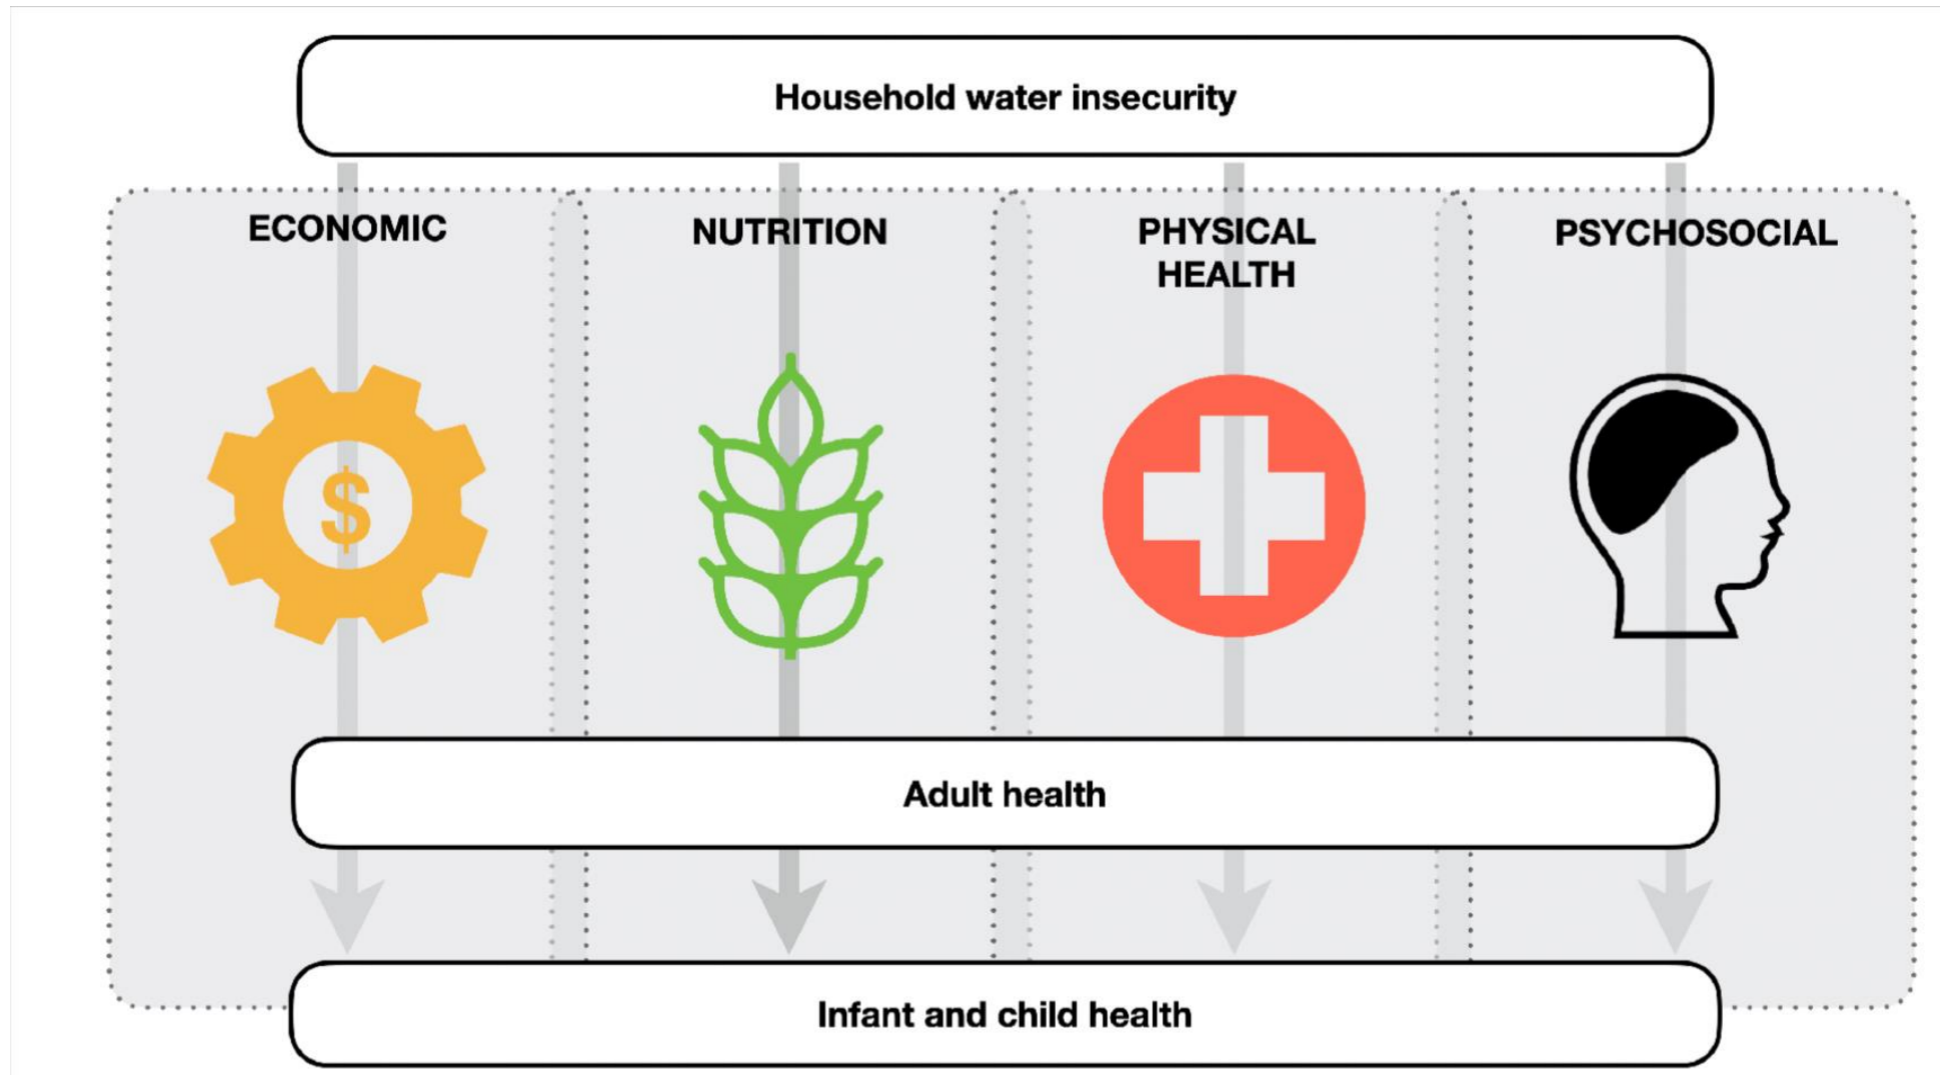 Household water insecurity
ECONOMIC
NUTRITION
PHYSICAL
HEALTH
PSYCHOSOCIAL
$
Adult health
Infant and child health